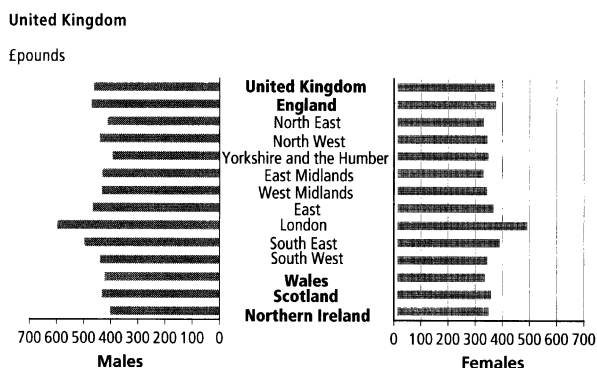 United Kingdom
£pounds
United Kingdom
England
North East
North West
Yorkshire and the Humber
East Midlands
West Midlands
East
London
South East
South West
Wales
Scotland
Northern Ireland
700 600 500 400 300 200 100 0
0 100 200 300 400 500 600 700
Males
Females